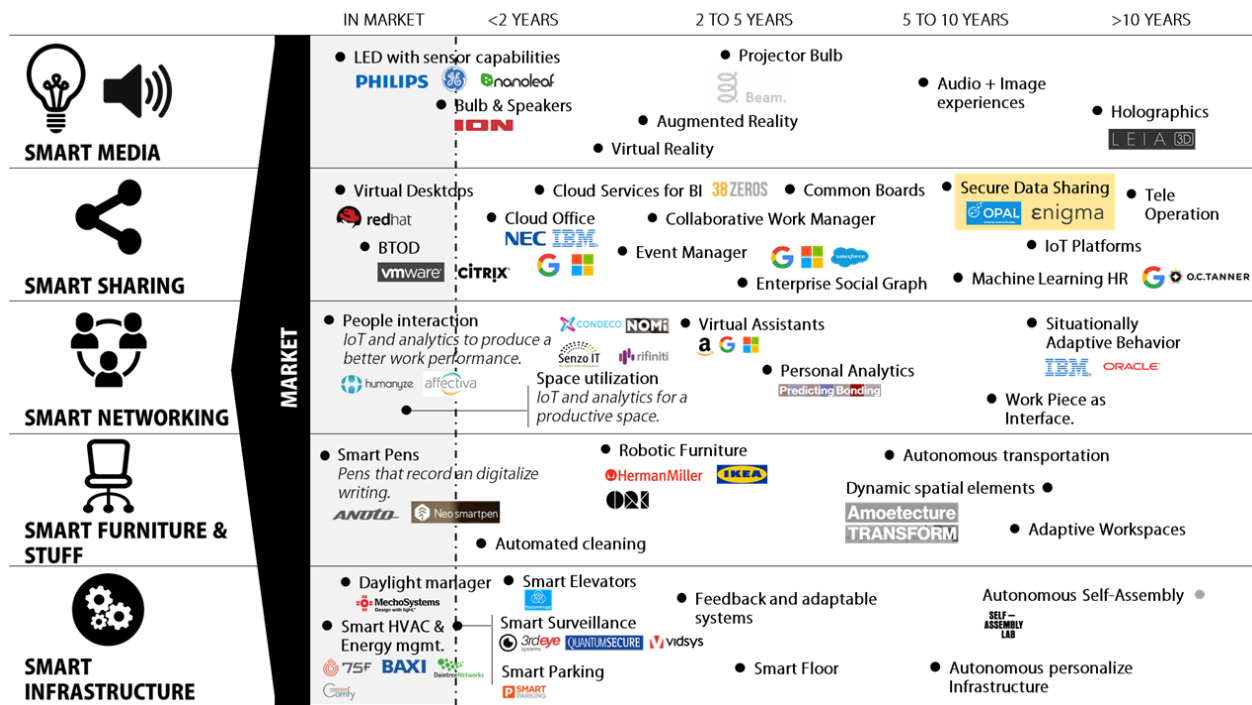 IN MARKET
<2 YEARS
2 TO 5 YEARS
5 TO 10 YEARS
>10 YEARS
MARKET
SMART MEDIA
LED with sensor capabilities
PHILIPS
nanoleaf
Bulb & Speakers
ION
Projector Bulb
Beam.
Augmented Reality
Virtual Reality
Audio + Image
experiences
Holographics
LEIA 3D
SMART SHARING
Virtual Desktops
redhat
BTOD
vmware
CITRIX
Cloud Services for BI
38 ZEROS
Cloud Office
NEC
IBM
Common Boards
Collaborative Work Manager
Event Manager
salesforce
Enterprise Social Graph
Secure Data Sharing
OPAL
enigma
Tele
Operation
IoT Platforms
Machine Learning HR
O.C.TANNER
SMART NETWORKING
People interaction
IoT and analytics to produce a
better work performance.
humanyze
affectiva
CONDECO
NOMi
Senzo IT
rifiniti
Space utilization
IoT and analytics for a
productive space.
Virtual Assistants
Personal Analytics
Predicting Bonding
Situationally
Adaptive Behavior
IBM
ORACLE
Work Piece as
Interface.
SMART FURNITURE &
STUFF
Smart Pens
Pens that record an digitalize
writing.
ANOTO
Neo smartpen
Automated cleaning
Robotic Furniture
HermanMiller
IKEA
ORI
Autonomous transportation
Dynamic spatial elements
Amoetecture
TRANSFORM
Adaptive Workspaces
SMART
INFRASTRUCTURE
Daylight manager
MechoSystems
Design with light.
Smart HVAC &
Energy mgmt.
75F
BAXI
DaintreeNetworks
Comfy
Smart Elevators
Smart Surveillance
3rdeye
systems
QUANTUMSECURE
vidsys
Smart Parking
SMART
PARKING
Feedback and adaptable
systems
Smart Floor
Autonomous Self-Assembly
SELF—
ASSEMBLY
LAB
Autonomous personalize
Infrastructure